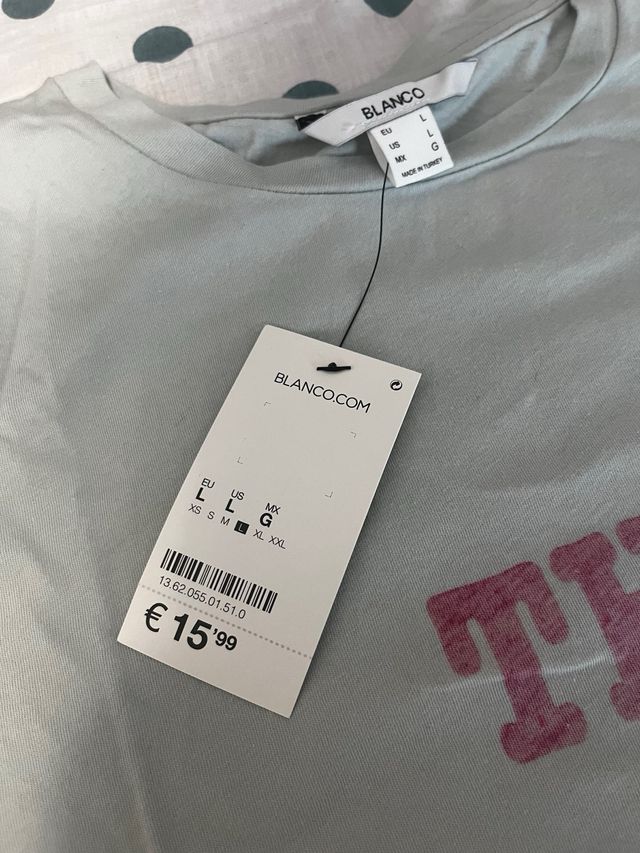 BLANCO
EU L
US L
MX G
MADE IN TURKEY
BLANCO.COM
EU US MX
L L G
XS S M L XL XXL
13.62.055.01.51.0
€ 15'99